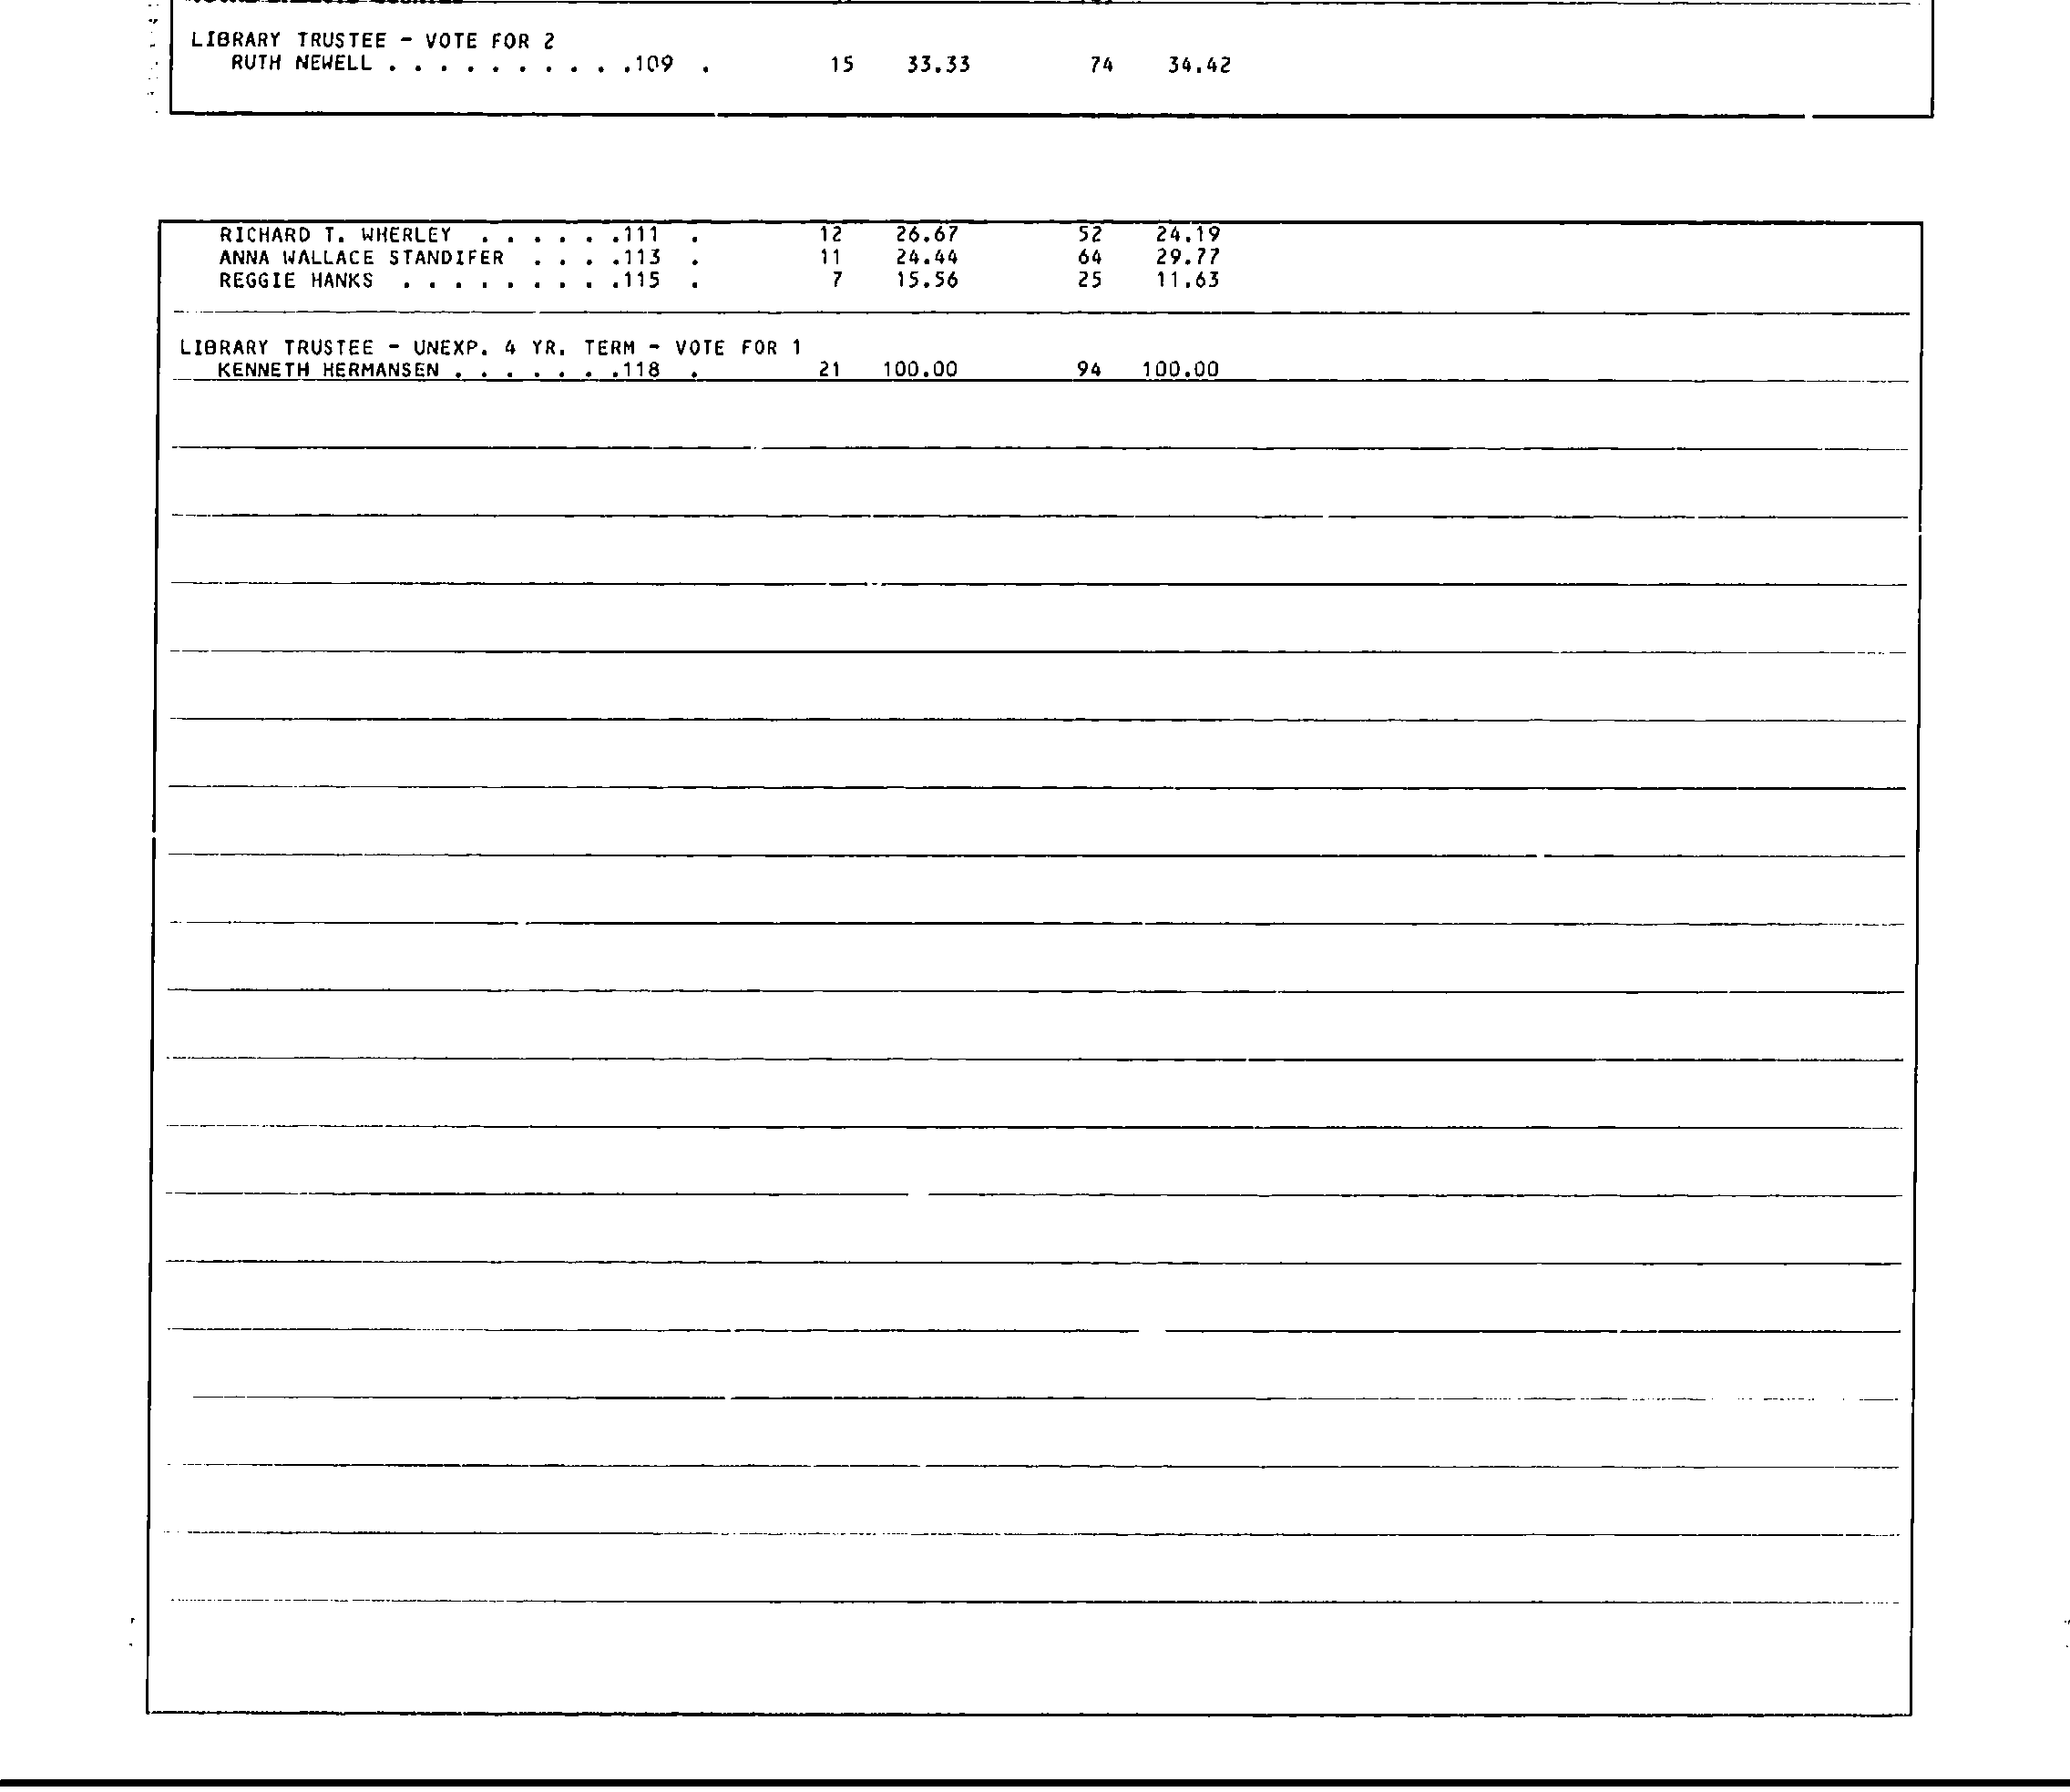 LIBRARY TRUSTEE - VOTE FOR 2
RUTH NEWELL . . . . . . . . . .109 . 15 33.33 74 34.42
RICHARD T. WHERLEY . . . . . .111 . 12 26.67 52 24.19
ANNA WALLACE STANDIFER . . . .113 . 11 24.44 64 29.77
REGGIE HANKS . . . . . . . . .115 . 7 15.56 25 11.63
LIBRARY TRUSTEE - UNEXP. 4 YR. TERM - VOTE FOR 1
KENNETH HERMANSEN . . . . . . .118 . 21 100.00 94 100.00